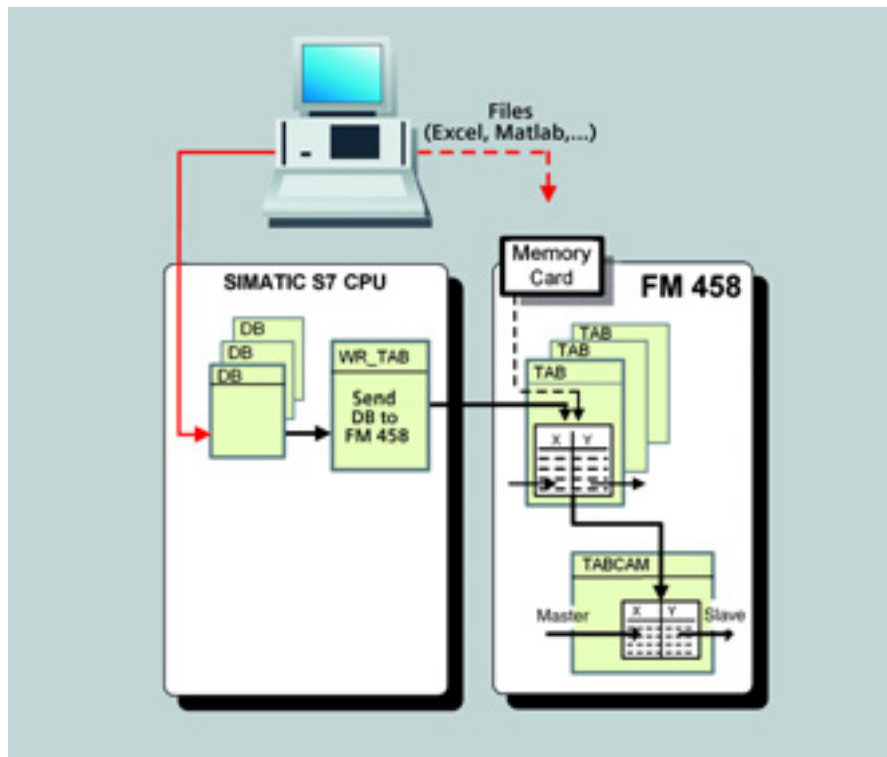 Files
(Excel, Matlab,...)
Memory
Card
SIMATIC S7 CPU
FM 458
DB
DB
DB
WR_TAB
Send
DB to
FM 458
TAB
TAB
TAB
X Y
TABCAM
Master
X Y
Slave